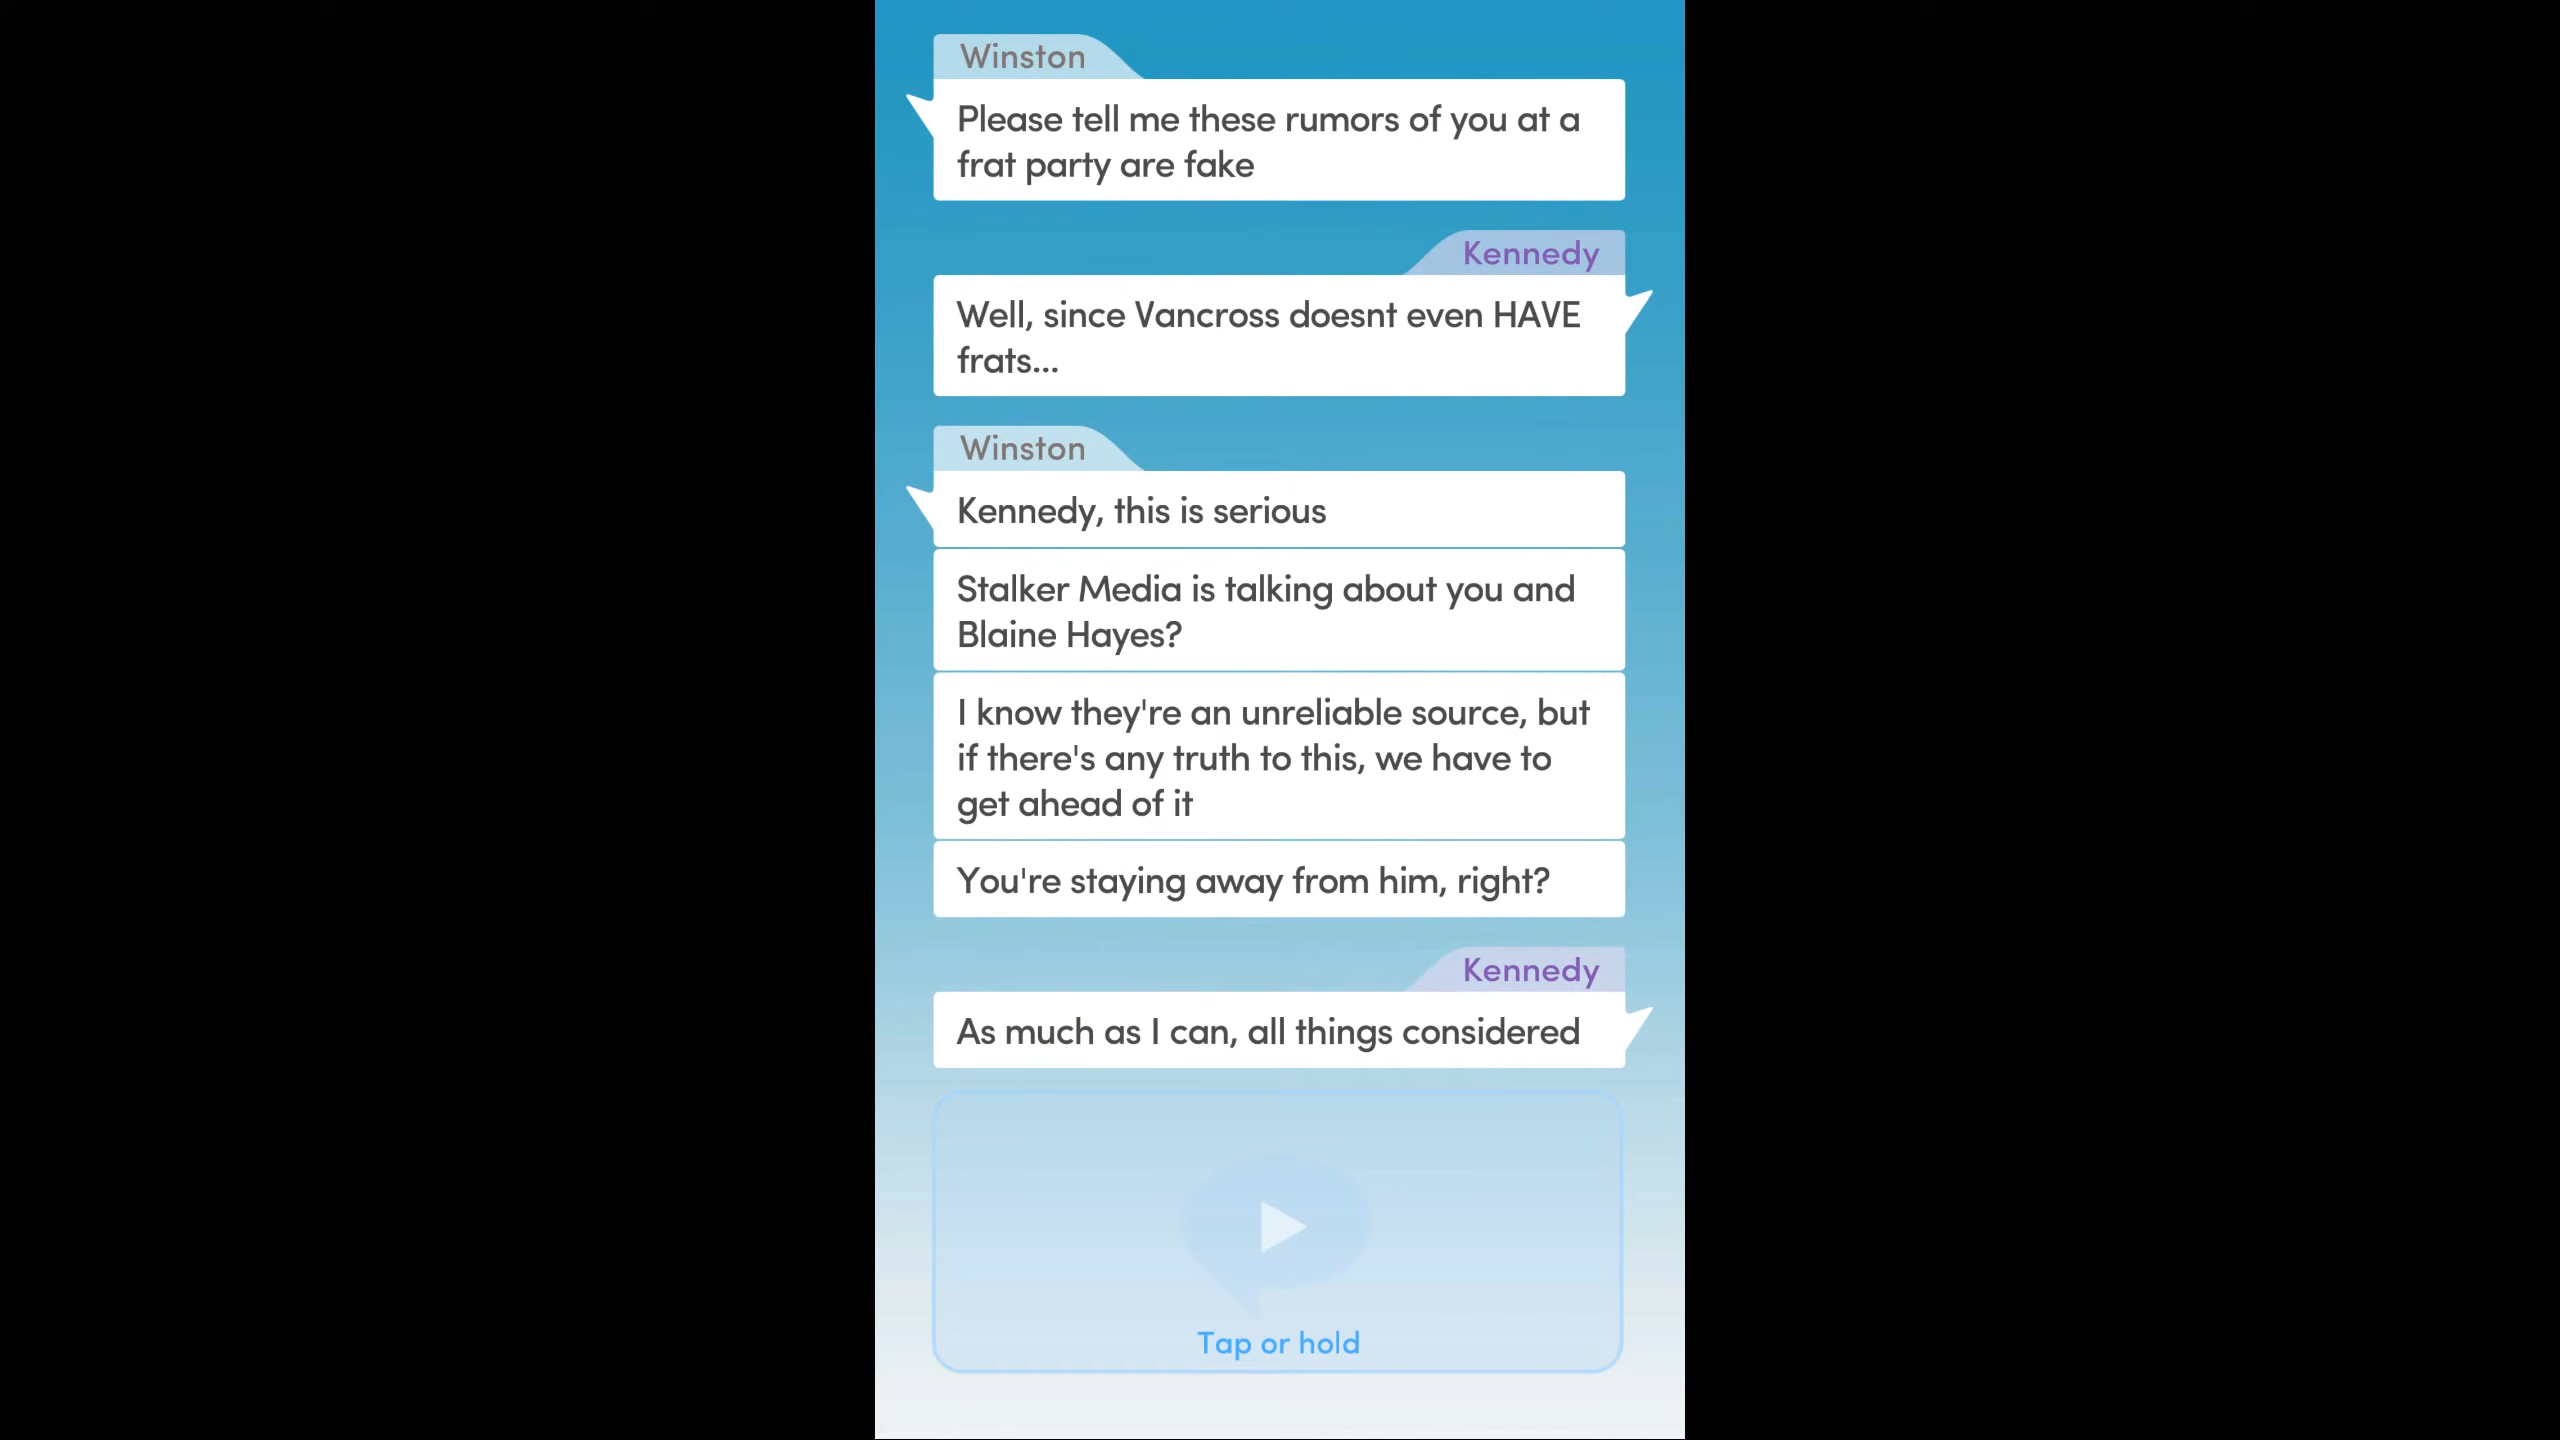 Winston
Please tell me these rumors of you at a
frat party are fake
Kennedy
Well, since Vancross doesnt even HAVE
frats...
Winston
Kennedy, this is serious
Stalker Media is talking about you and
Blaine Hayes?
I know they're an unreliable source, but
if there's any truth to this, we have to
get ahead of it
You're staying away from him, right?
Kennedy
As much as I can, all things considered
Tap or hold